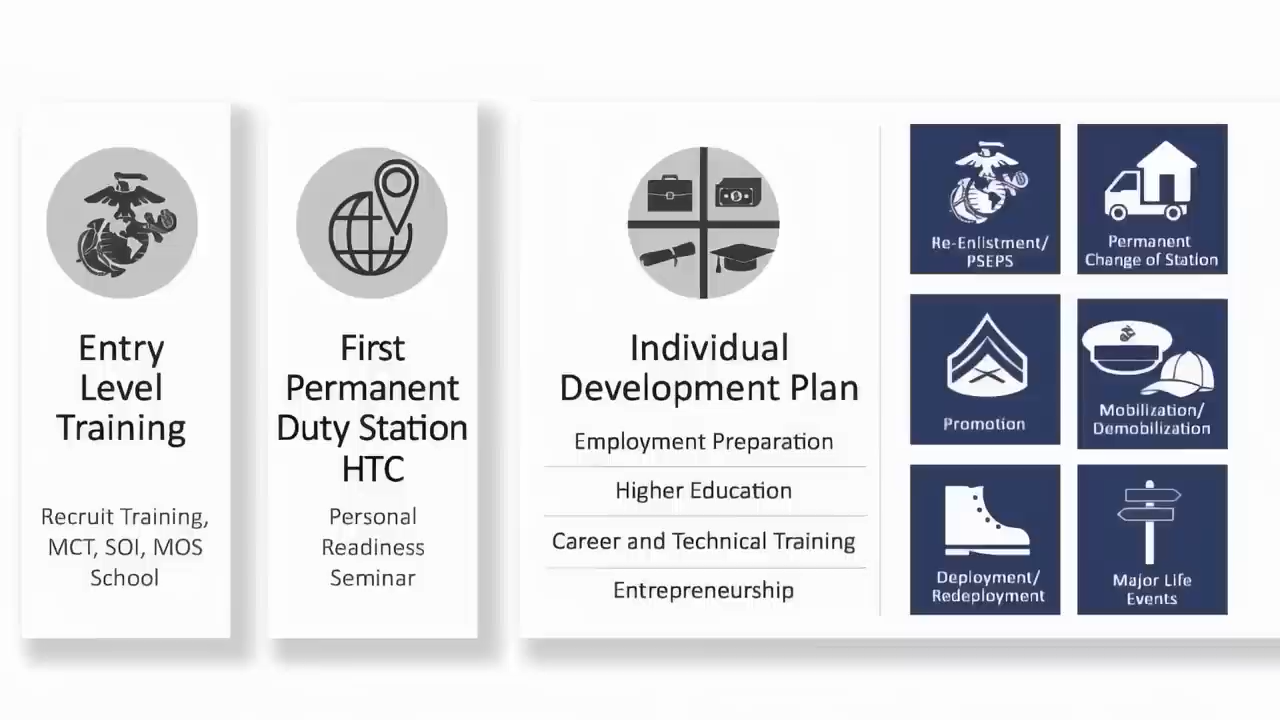 Entry
Level
Training
Recruit Training,
MCT, SOI, MOS
School
First
Permanent
Duty Station
HTC
Personal
Readiness
Seminar
Individual
Development Plan
Employment Preparation
Higher Education
Career and Technical Training
Entrepreneurship
Re-Enlistment/
PSEPS
Permanent
Change of Station
Promotion
Mobilization/
Demobilization
Deployment/
Redeployment
Major Life
Events